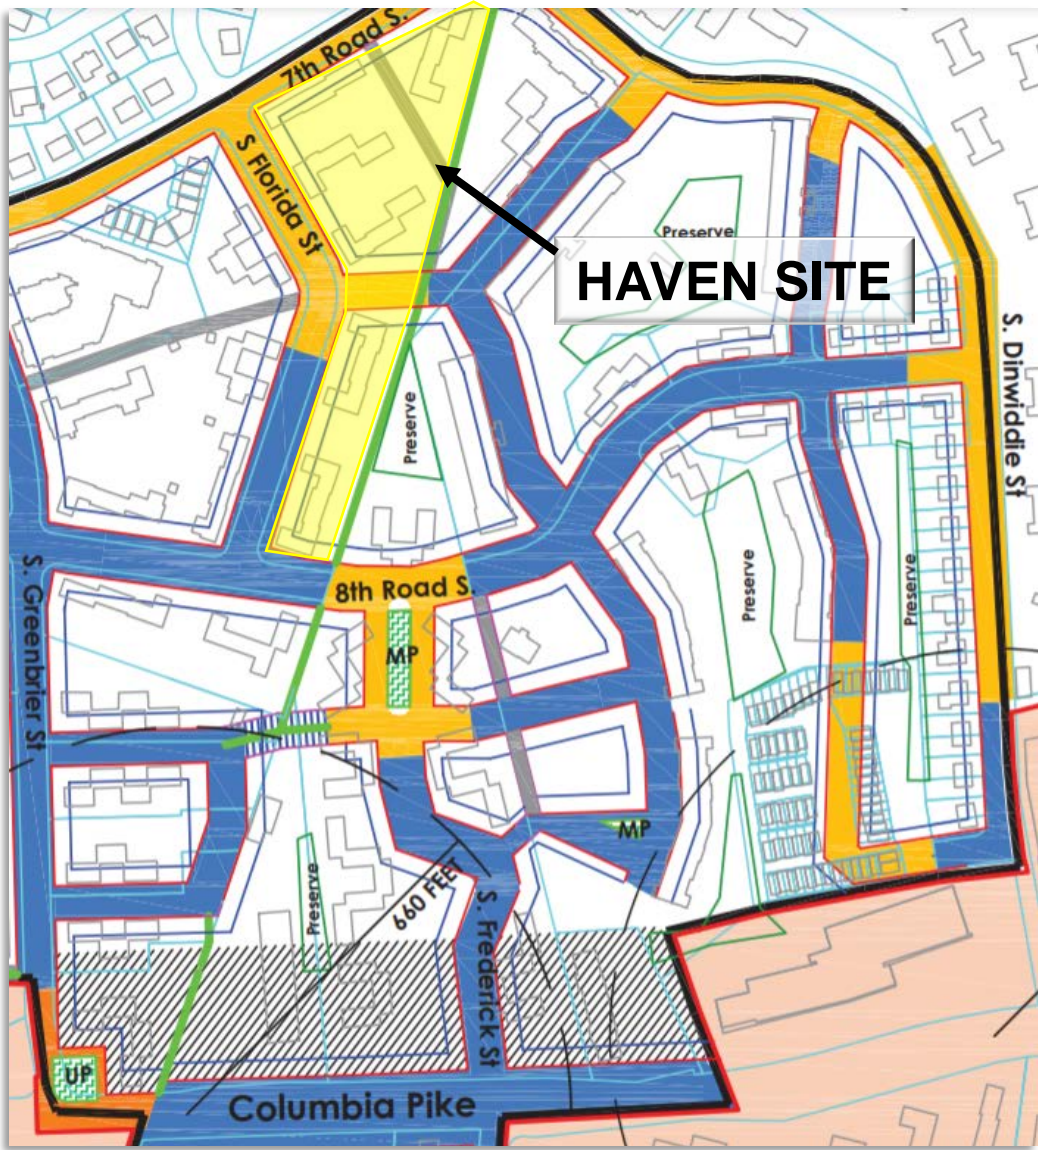 7th Road S.
S Florida St
Preserve
HAVEN SITE
S. Dinwiddie St
Preserve
Preserve
Preserve
S. Greenbrier St
8th Road S.
MP
MP
Preserve
660 FEET
S. Frederick St
UP
Columbia Pike